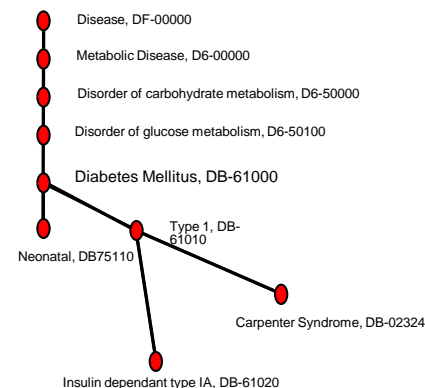 Disease, DF-00000
Metabolic Disease, D6-00000
Disorder of carbohydrate metabolism, D6-50000
Disorder of glucose metabolism, D6-50100
Diabetes Mellitus, DB-61000
Type 1, DB-
61010
Neonatal, DB75110
Carpenter Syndrome, DB-02324
Insulin dependant type IA, DB-61020